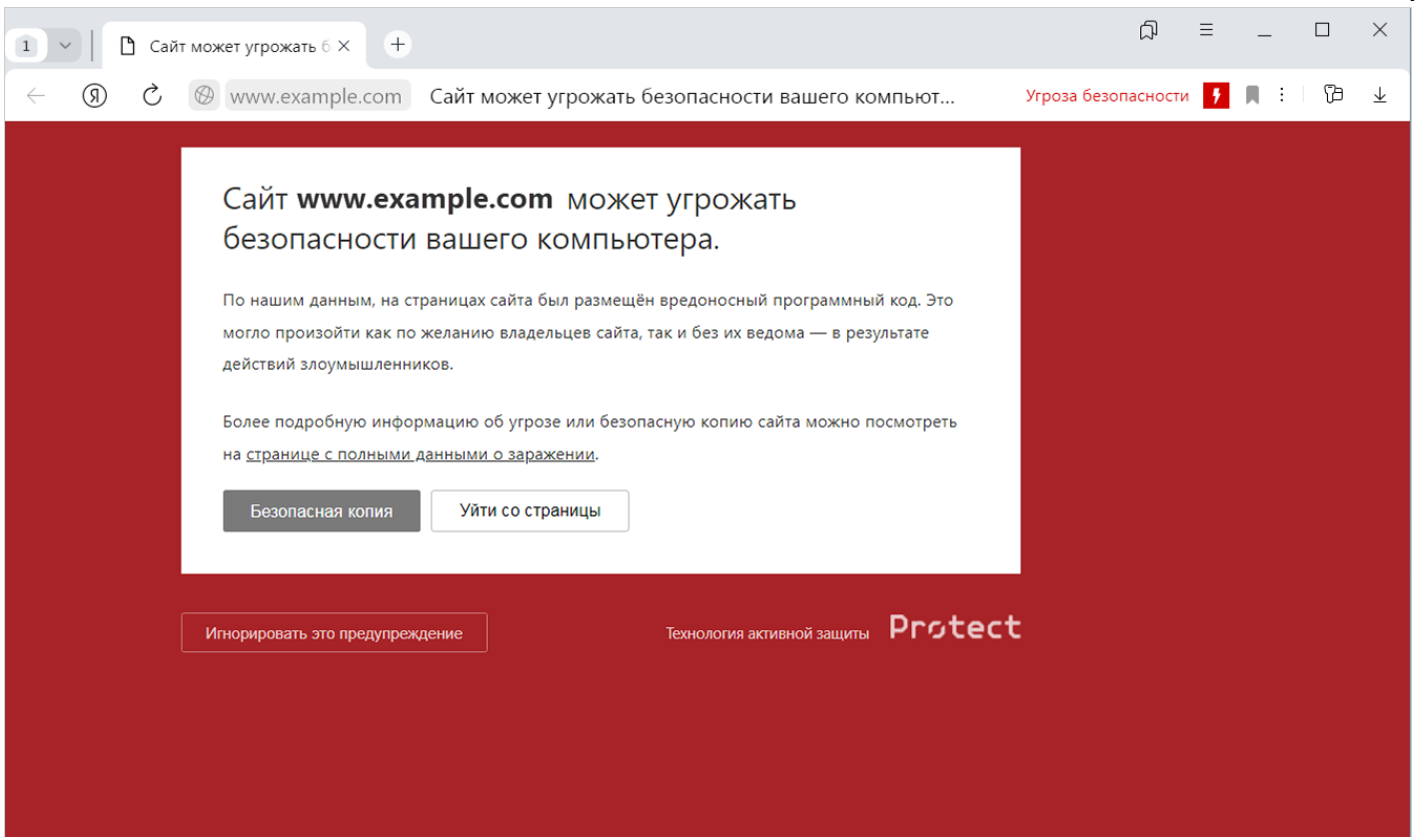 1
Сайт может угрожать б
Я
www.example.com Сайт может угрожать безопасности вашего компьют... Угроза безопасности
Сайт www.example.com может угрожать
безопасности вашего компьютера.
По нашим данным, на страницах сайта был размещён вредоносный программный код. Это
могло произойти как по желанию владельцев сайта, так и без их ведома — в результате
действий злоумышленников.
Более подробную информацию об угрозе или безопасную копию сайта можно посмотреть
на странице с полными данными о заражении.
Безопасная копия Уйти со страницы
Игнорировать это предупреждение Технология активной защиты Protect